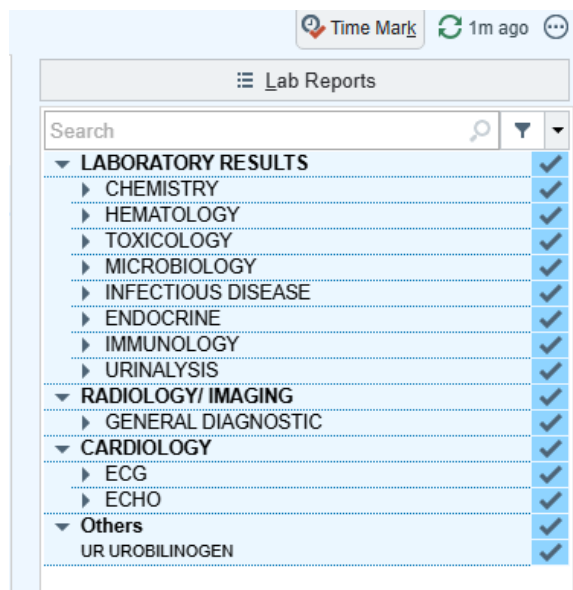 Time Mark 1m ago
Lab Reports
Search
LABORATORY RESULTS
CHEMISTRY
HEMATOLOGY
TOXICOLOGY
MICROBIOLOGY
INFECTIOUS DISEASE
ENDOCRINE
IMMUNOLOGY
URINALYSIS
RADIOLOGY/ IMAGING
GENERAL DIAGNOSTIC
CARDIOLOGY
ECG
ECHO
Others
UR UROBILINOGEN